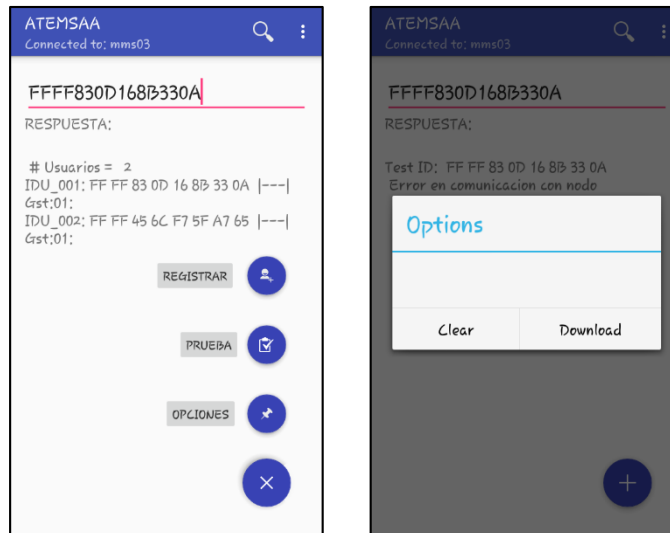 ATEMSAA
Connected to: mms03
FFFF830D168B330A
RESPUESTA:
# Usuarios = 2
IDU_001: FF FF 83 0D 16 8B 33 0A |---|
Gst:01:
IDU_002: FF FF 45 6C F7 5F A7 65 |---|
Gst:01:
REGISTRAR
PRUEBA
OPCIONES
ATEMSAA
Connected to: mms03
FFFF830D168B330A
RESPUESTA:
Test ID: FF FF 83 0D 16 8B 33 0A
Error en comunicacion con nodo
Options
Clear Download